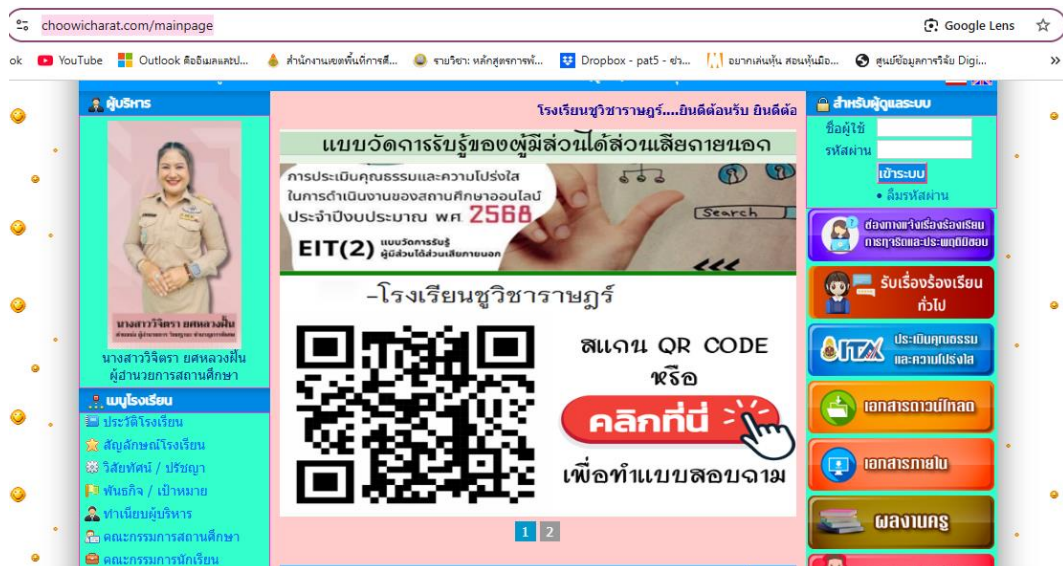 choowicharat.com/mainpage
Google Lens
ok
YouTube
Outlook คืออีเมลและป...
สำนักงานเขตพื้นที่การศึ...
รายวิชา: หลักสูตรการพั...
Dropbox - pat5 - ชว...
อยากเล่นหุ้น สอนหุ้นมือ...
ศูนย์ข้อมูลการวิจัย Digi...
ผู้บริหาร
นางสาววิจิตรา ยศหลวงฝั้น
นางสาววิจิตรา ยศหลวงฝั้น
ผู้อำนวยการสถานศึกษา
เมนูโรงเรียน
ประวัติโรงเรียน
สัญลักษณ์โรงเรียน
วิสัยทัศน์ / ปรัชญา
พันธกิจ / เป้าหมาย
ทำเนียบผู้บริหาร
คณะกรรมการสถานศึกษา
คณะกรรมการนักเรียน
โรงเรียนชูวิชาราษฎร์....ยินดีต้อนรับ ยินดีต้อ
แบบวัดการรับรู้ของผู้มีส่วนได้ส่วนเสียภายนอก
การประเมินคุณธรรมและความโปร่งใส
ในการดำเนินงานของสถานศึกษาออนไลน์
ประจำปีงบประมาณ พ.ศ. 2568
EIT(2) แบบวัดการรับรู้
ผู้มีส่วนได้ส่วนเสียภายนอก
Search
-โรงเรียนชูวิชาราษฎร์
สแกน QR CODE
หรือ
คลิกที่นี่
เพื่อทำแบบสอบถาม
1 2
สำหรับผู้ดูแลระบบ
ชื่อผู้ใช้
รหัสผ่าน
เข้าระบบ
ลืมรหัสผ่าน
ช่องทางแจ้งเรื่องร้องเรียน
การทุจริตและประพฤติมิชอบ
รับเรื่องร้องเรียน
ทั่วไป
ITA ประเมินคุณธรรม
และความโปร่งใส
เอกสารดาวน์โหลด
เอกสารภายใน
ผลงานครู